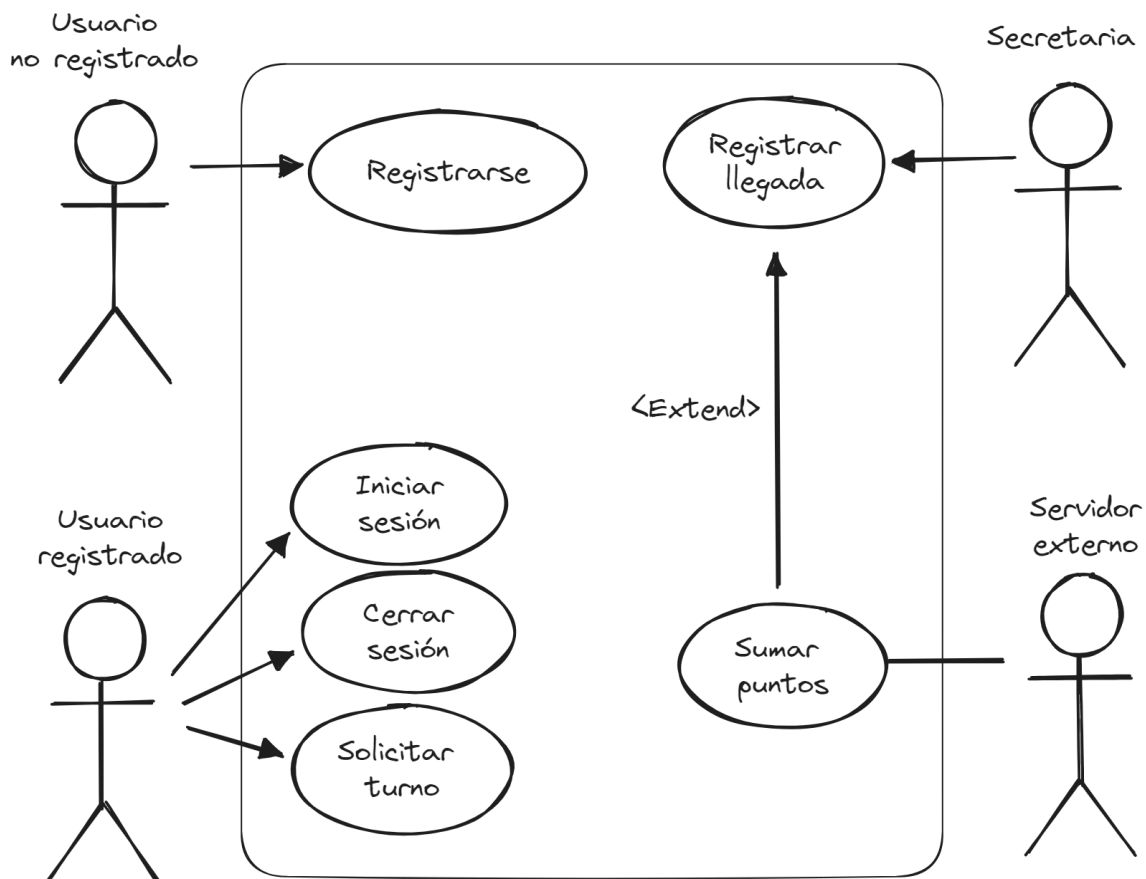 Usuario
no registrado
Secretaria
Registrarse
Registrar
llegada
<Extend>
Iniciar
sesión
Usuario
registrado
Servidor
externo
Cerrar
sesión
Sumar
puntos
Solicitar
turno